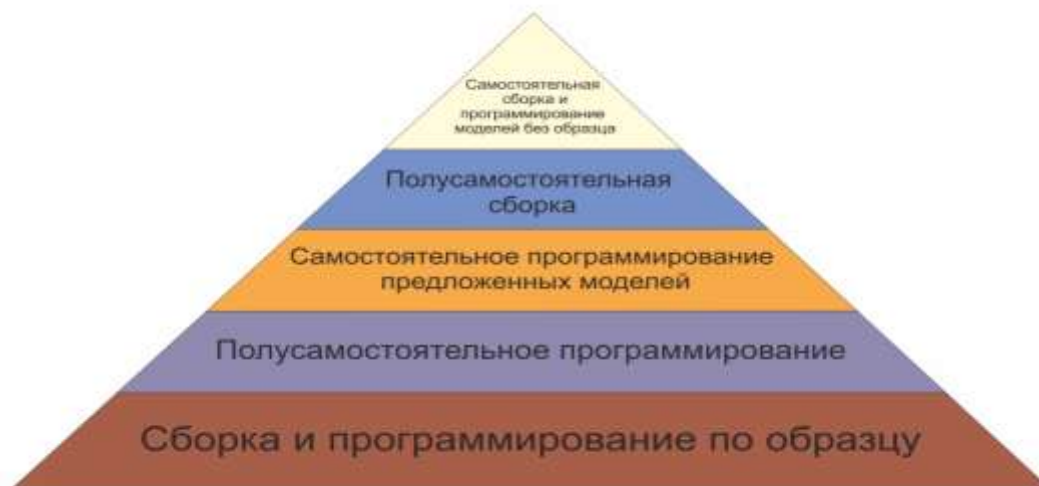 Самостоятельная
сборка и
программирование
моделей без образца
Полусамостоятельная
сборка
Самостоятельное программирование
предложенных моделей
Полусамостоятельное программирование
Сборка и программирование по образцу